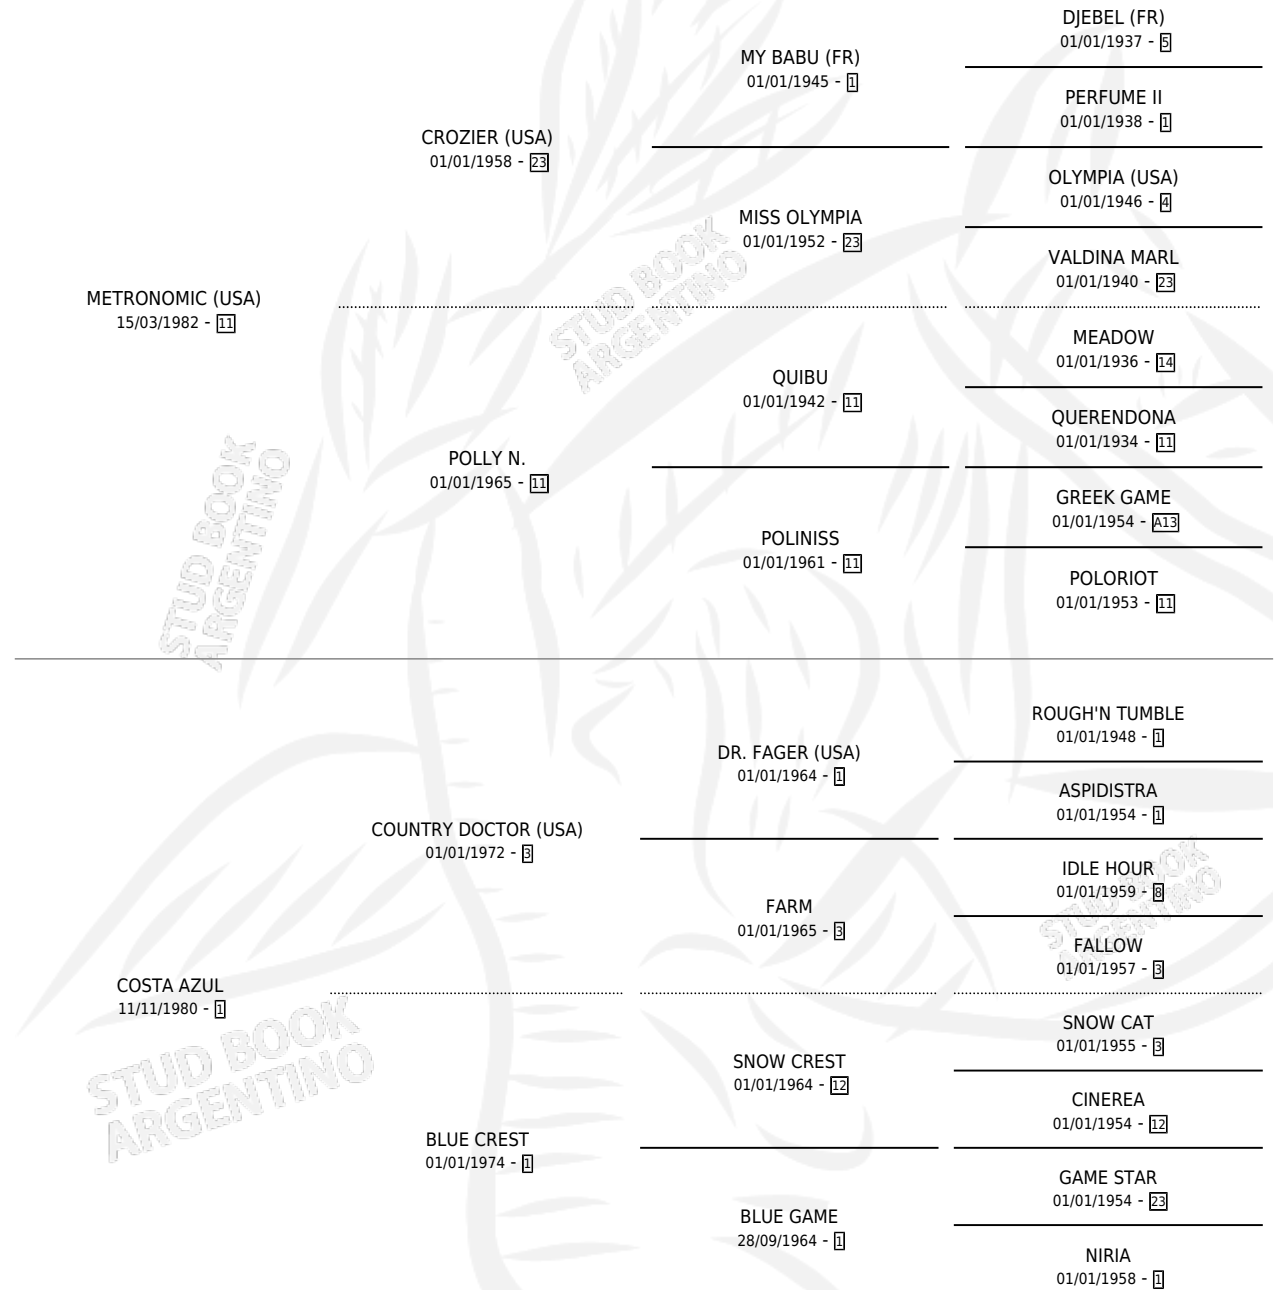 DJEBEL (FR)
01/01/1937 - 5
MY BABU (FR)
01/01/1945 - 1
PERFUME II
01/01/1938 - 1
CROZIER (USA)
01/01/1958 - 23
OLYMPIA (USA)
01/01/1946 - 4
MISS OLYMPIA
01/01/1952 - 23
VALDINA MARL
01/01/1940 - 23
METRONOMIC (USA)
15/03/1982 - 11
MEADOW
01/01/1936 - 14
QUIBU
01/01/1942 - 11
QUERENDONA
01/01/1934 - 11
POLLY N.
01/01/1965 - 11
GREEK GAME
01/01/1954 - A13
POLINISS
01/01/1961 - 11
POLORIOT
01/01/1953 - 11
ROUGH'N TUMBLE
01/01/1948 - 1
DR. FAGER (USA)
01/01/1964 - 1
ASPIDISTRA
01/01/1954 - 1
COUNTRY DOCTOR (USA)
01/01/1972 - 3
IDLE HOUR
01/01/1959 - 8
FARM
01/01/1965 - 3
FALLOW
01/01/1957 - 3
COSTA AZUL
11/11/1980 - 1
SNOW CAT
01/01/1955 - 3
SNOW CREST
01/01/1964 - 12
CINEREA
01/01/1954 - 12
BLUE CREST
01/01/1974 - 1
GAME STAR
01/01/1954 - 23
BLUE GAME
28/09/1964 - 1
NIRIA
01/01/1958 - 1
STUD BOOK
ARGENTINO
STUD BOOK
ARGENTINO
STUD BOOK
ARGENTINO
STUD BOOK
ARGENTINO